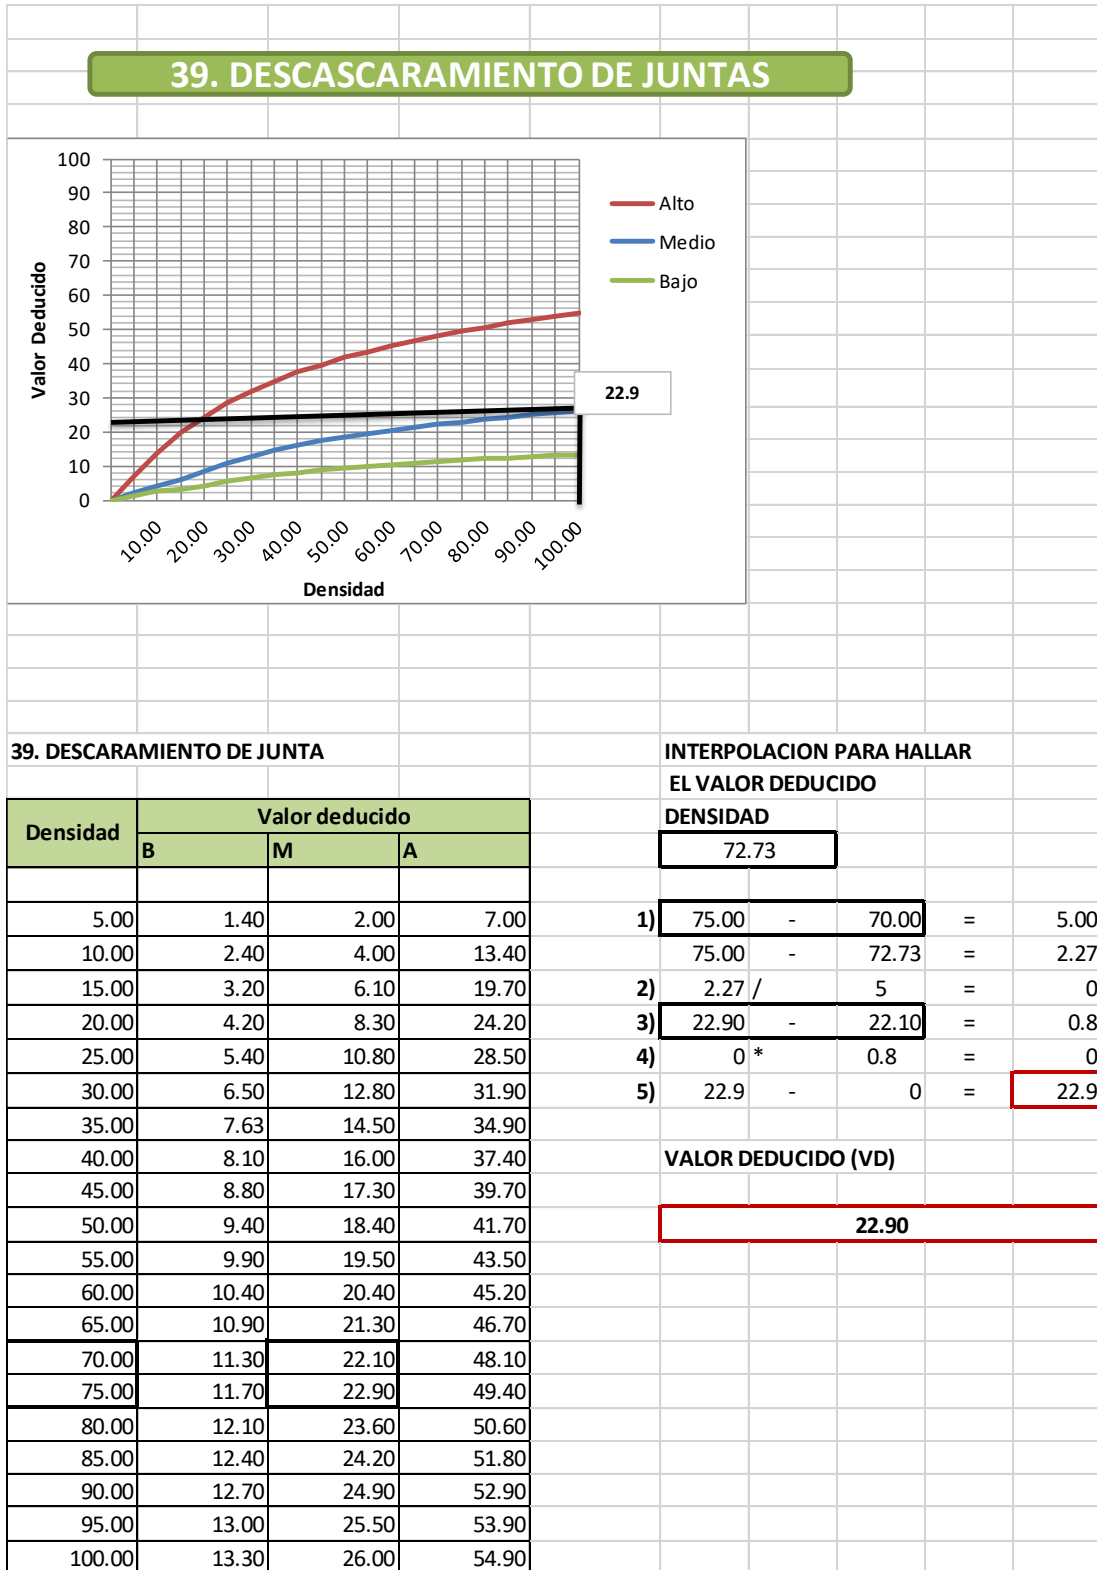 39. DESCASCARAMIENTO DE JUNTAS
100
90
80
70
60
50
40
30
20
10
0
Valor Deducido
10.00 20.00 30.00 40.00 50.00 60.00 70.00 80.00 90.00 100.00
Densidad
Alto
Medio
Bajo
22.9
39. DESCARAMIENTO DE JUNTA
Densidad Valor deducido
B M A
5.00 1.40 2.00 7.00
10.00 2.40 4.00 13.40
15.00 3.20 6.10 19.70
20.00 4.20 8.30 24.20
25.00 5.40 10.80 28.50
30.00 6.50 12.80 31.90
35.00 7.63 14.50 34.90
40.00 8.10 16.00 37.40
45.00 8.80 17.30 39.70
50.00 9.40 18.40 41.70
55.00 9.90 19.50 43.50
60.00 10.40 20.40 45.20
65.00 10.90 21.30 46.70
70.00 11.30 22.10 48.10
75.00 11.70 22.90 49.40
80.00 12.10 23.60 50.60
85.00 12.40 24.20 51.80
90.00 12.70 24.90 52.90
95.00 13.00 25.50 53.90
100.00 13.30 26.00 54.90
INTERPOLACION PARA HALLAR
EL VALOR DEDUCIDO
DENSIDAD
72.73
1) 75.00 - 70.00 = 5.00
75.00 - 72.73 = 2.27
2) 2.27 / 5 = 0
3) 22.90 - 22.10 = 0.8
4) 0 * 0.8 = 0
5) 22.9 - 0 = 22.9
VALOR DEDUCIDO (VD)
22.90